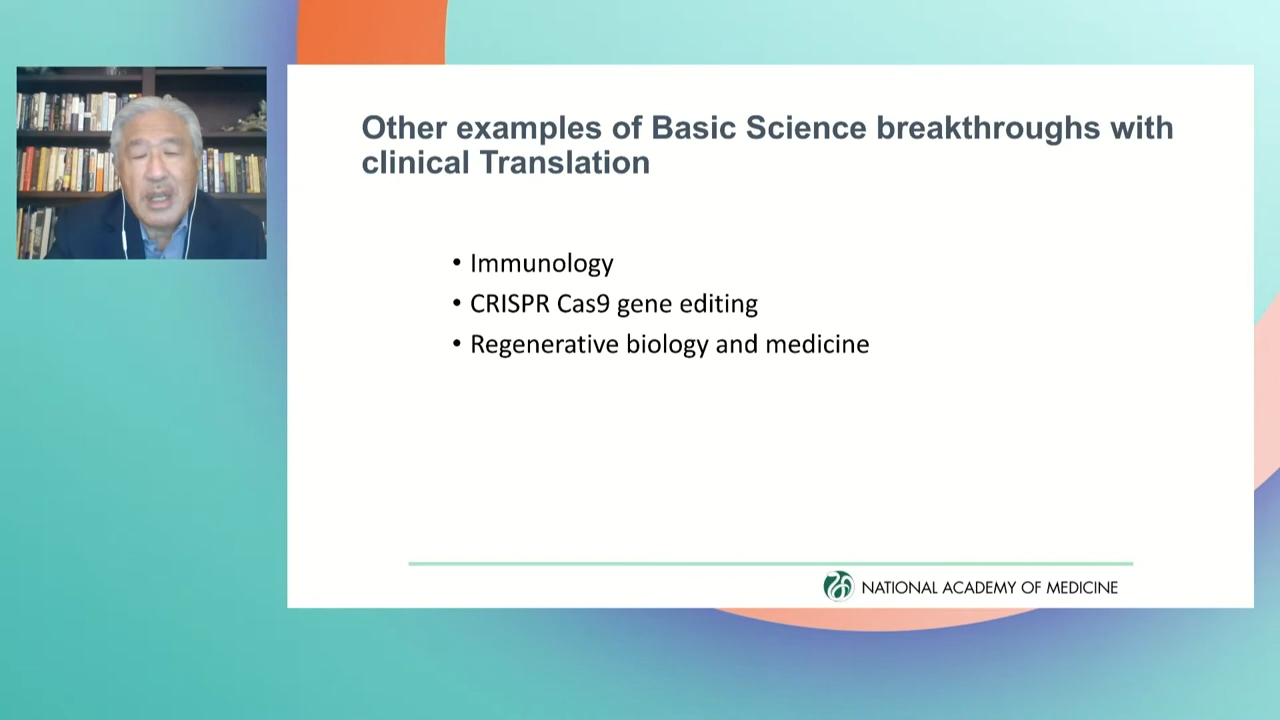 Other examples of Basic Science breakthroughs with
clinical Translation
• Immunology
• CRISPR Cas9 gene editing
• Regenerative biology and medicine
NATIONAL ACADEMY OF MEDICINE